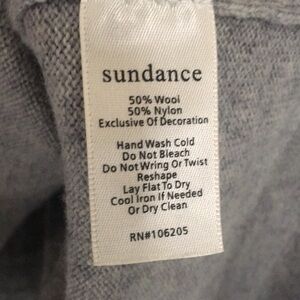 sundance
50% Wool
50% Nylon
Exclusive Of Decoration
Hand Wash Cold
Do Not Bleach
Do Not Wring Or Twist
Reshape
Lay Flat To Dry
Cool Iron If Needed
Or Dry Clean
RN#106205